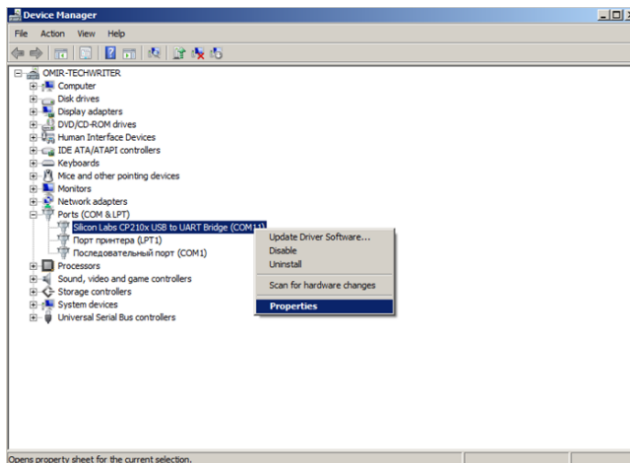 Device Manager
File Action View Help
OMIR-TECHWRITER
Computer
Disk drives
Display adapters
DVD/CD-ROM drives
Human Interface Devices
IDE ATA/ATAPI controllers
Keyboards
Mice and other pointing devices
Monitors
Network adapters
Ports (COM & LPT)
Silicon Labs CP210x USB to UART Bridge (COM11)
Порт принтера (LPT1)
Последовательный порт (COM1)
Processors
Sound, video and game controllers
Storage controllers
System devices
Universal Serial Bus controllers
Update Driver Software...
Disable
Uninstall
Scan for hardware changes
Properties
Opens property sheet for the current selection.